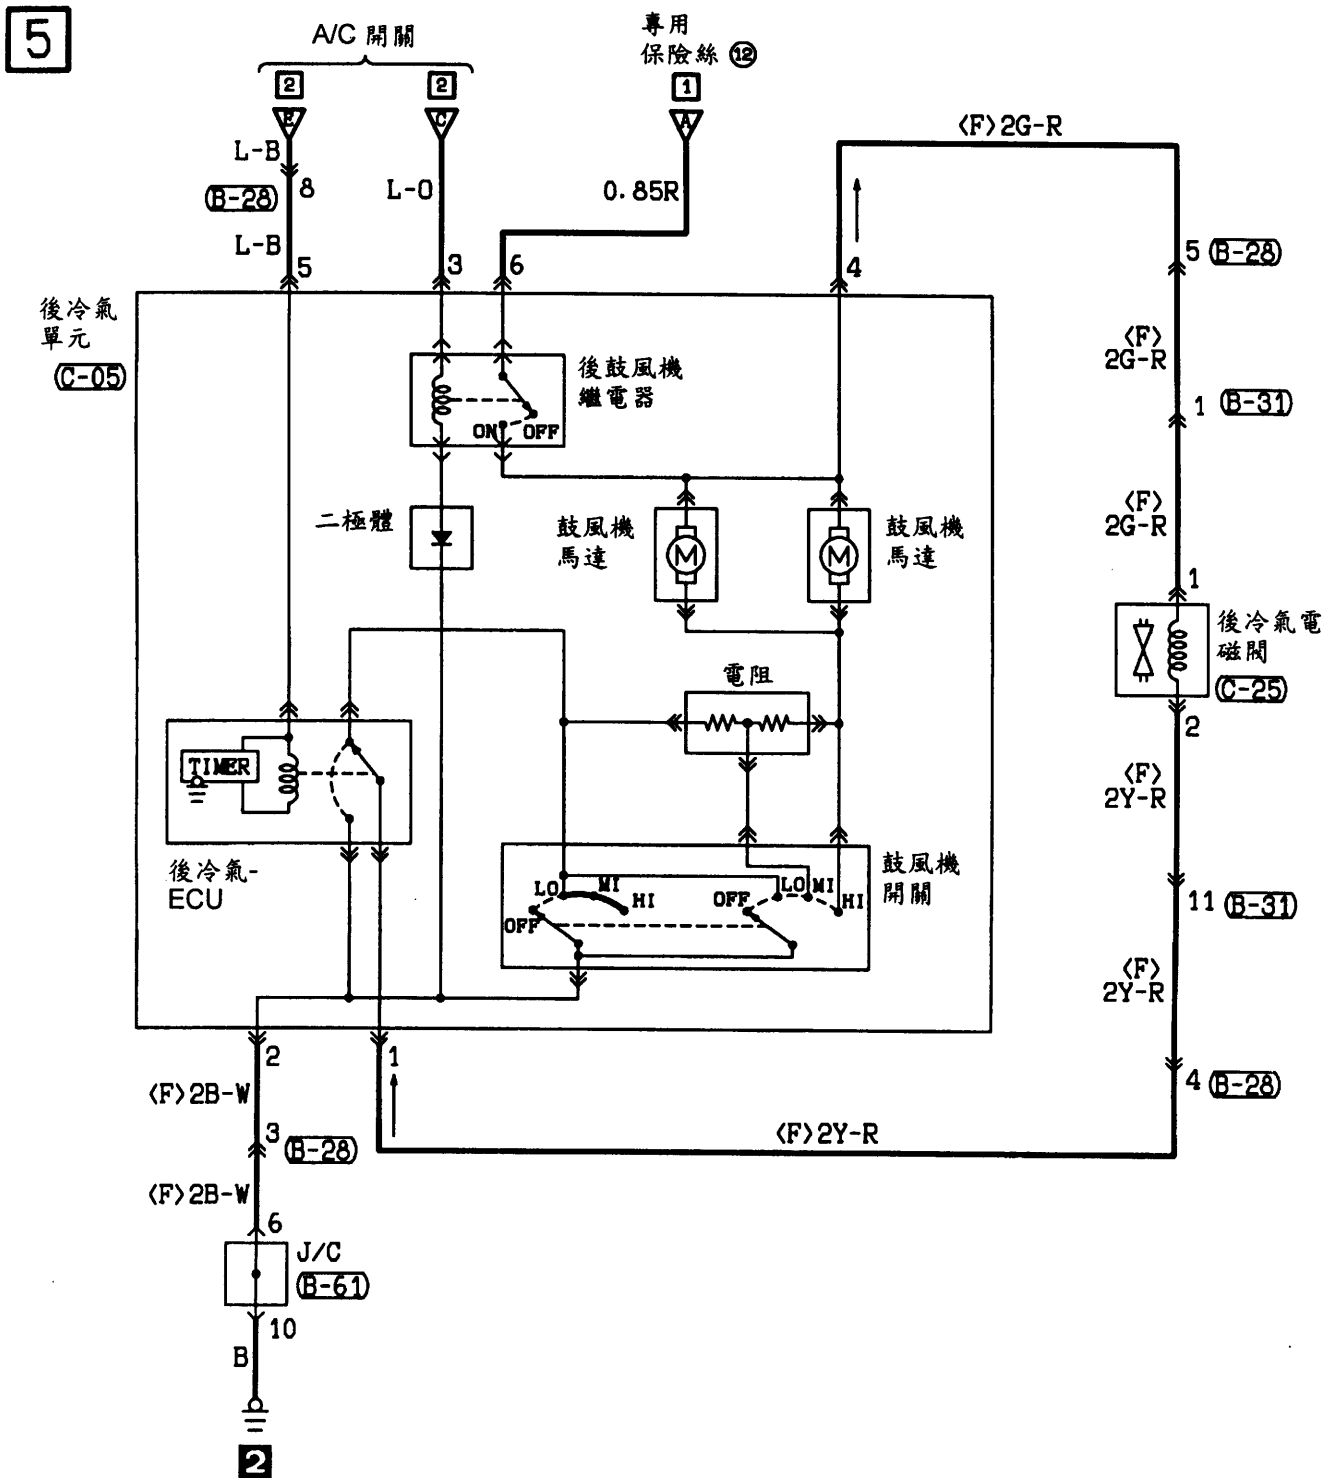 5
A/C 開關
專用
保險絲 ⑫
2
2
1
E
C
A
<F>2G-R
L-B
(B-28)
8
L-O
0.85R
L-B
5
3
6
4
5
(B-28)
後冷氣
單元
(C-05)
後鼓風機
繼電器
ON
OFF
<F>
2G-R
1
(B-31)
二極體
鼓風機
馬達
M
M
鼓風機
馬達
<F>
2G-R
1
後冷氣電
磁閥
(C-25)
2
電阻
TIMER
後冷氣-
ECU
<F>
2Y-R
鼓風機
開關
LO
MI
HI
OFF
OFF
LO
MI
HI
11
(B-31)
<F>
2Y-R
2
1
4
(B-28)
<F>2B-W
<F>2Y-R
3
(B-28)
<F>2B-W
6
J/C
(B-61)
10
B
2